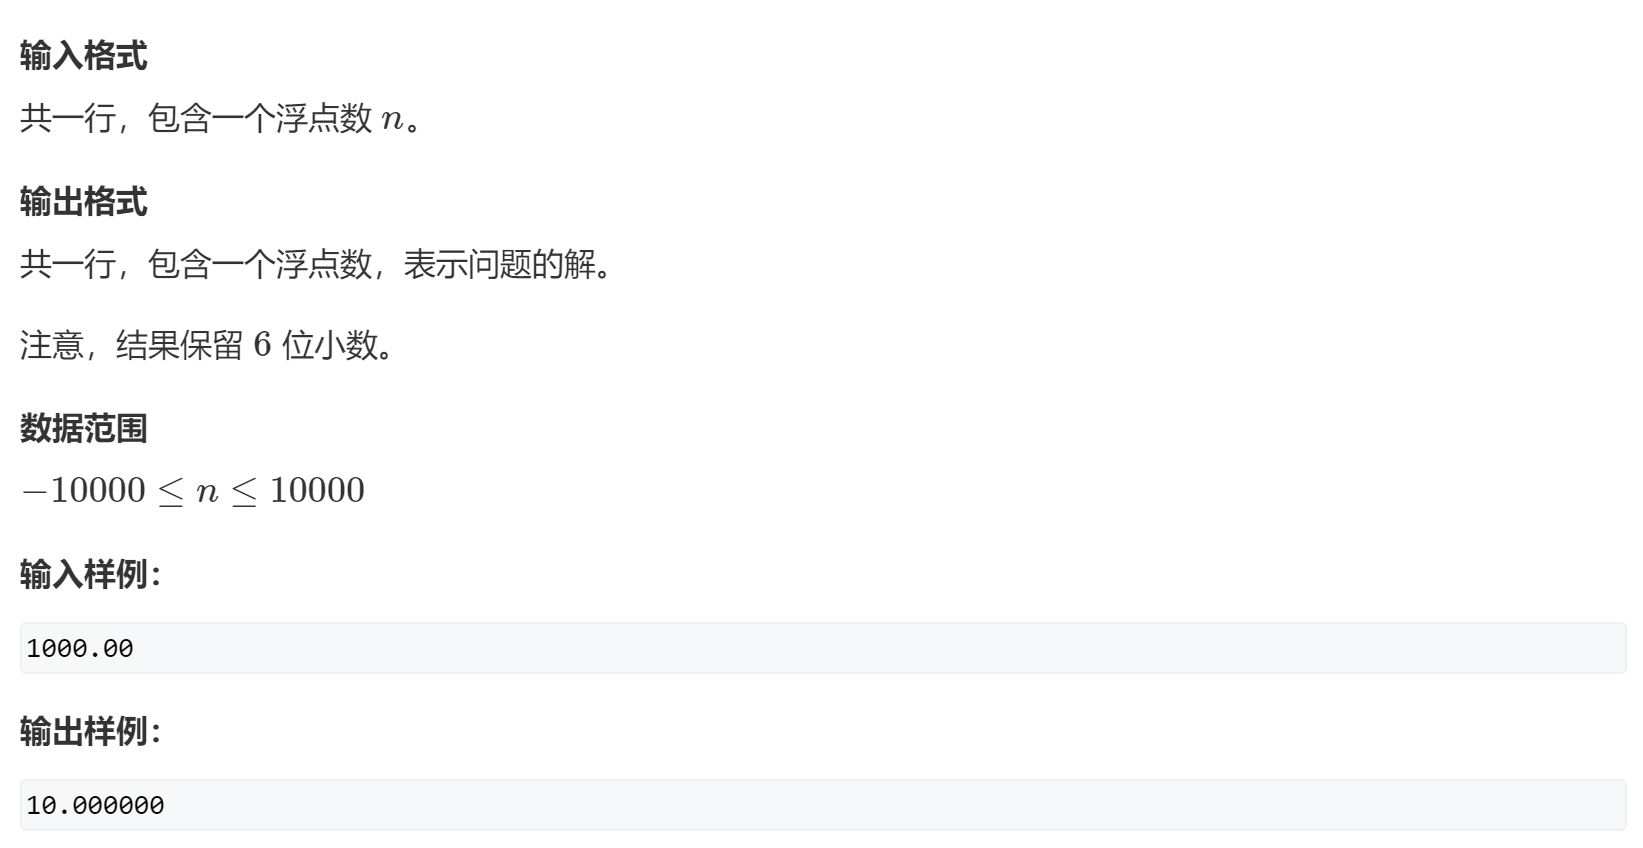 输入格式
共一行，包含一个浮点数 n。
输出格式
共一行，包含一个浮点数，表示问题的解。
注意，结果保留 6 位小数。
数据范围
−10000 ≤ n ≤ 10000
输入样例：
1000.00
输出样例：
10.000000